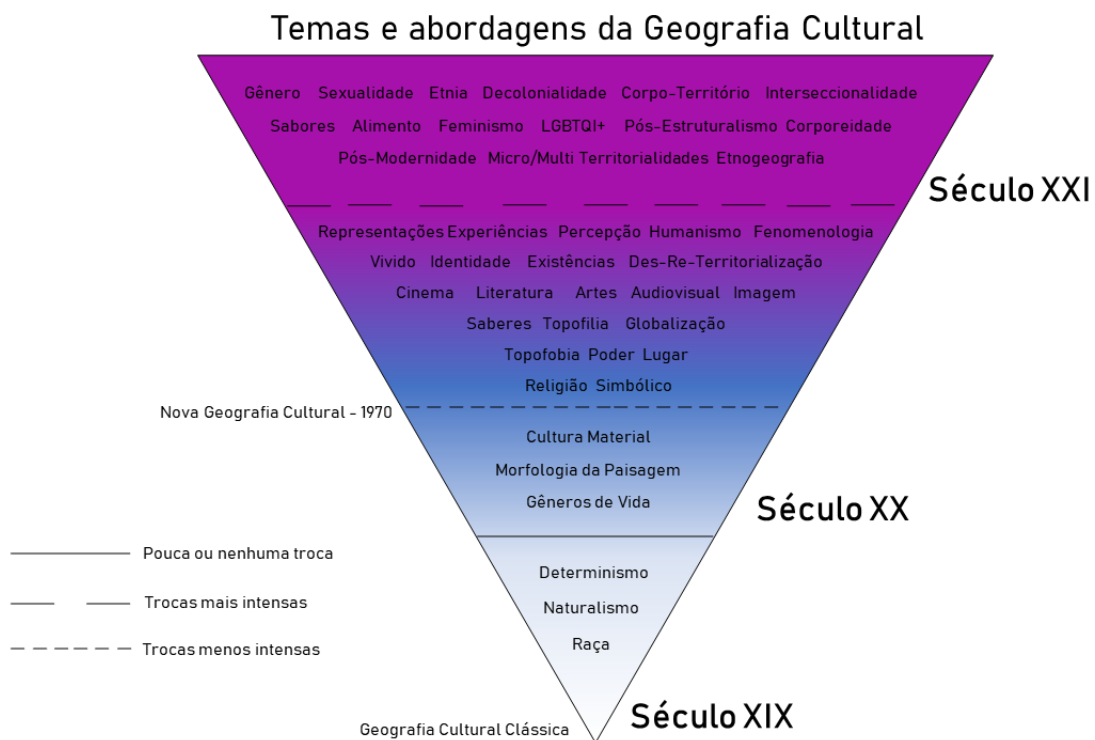 Temas e abordagens da Geografia Cultural
Gênero Sexualidade Etnia Decolonialidade Corpo-Território Interseccionalidade
Sabores Alimento Feminismo LGBTQI+ Pós-Estruturalismo Corporeidade
Pós-Modernidade Micro/Multi Territorialidades Etnogeografia
Século XXI
Representações Experiências Percepção Humanismo Fenomenologia
Vivido Identidade Existências Des-Re-Territorialização
Cinema Literatura Artes Audiovisual Imagem
Saberes Topofilia Globalização
Topofobia Poder Lugar
Religião Simbólico
Nova Geografia Cultural - 1970
Cultura Material
Morfologia da Paisagem
Gêneros de Vida
Século XX
Pouca ou nenhuma troca
Trocas mais intensas
Trocas menos intensas
Determinismo
Naturalismo
Raça
Século XIX
Geografia Cultural Clássica